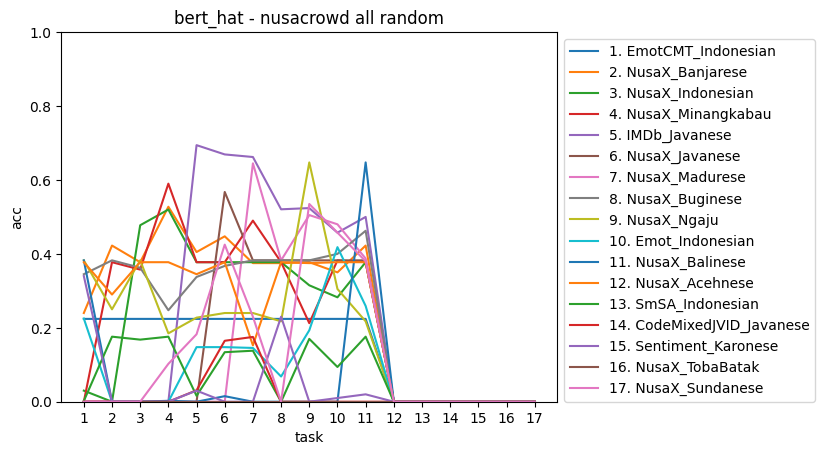 bert_hat - nusacrowd all random
1.0
0.8
0.6
0.4
0.2
0.0
acc
1 2 3 4 5 6 7 8 9 10 11 12 13 14 15 16 17
task
1. EmotCMT_Indonesian
2. NusaX_Banjarese
3. NusaX_Indonesian
4. NusaX_Minangkabau
5. IMDb_Javanese
6. NusaX_Javanese
7. NusaX_Madurese
8. NusaX_Buginese
9. NusaX_Ngaju
10. Emot_Indonesian
11. NusaX_Balinese
12. NusaX_Acehnese
13. SmSA_Indonesian
14. CodeMixedJVID_Javanese
15. Sentiment_Karonese
16. NusaX_TobaBatak
17. NusaX_Sundanese